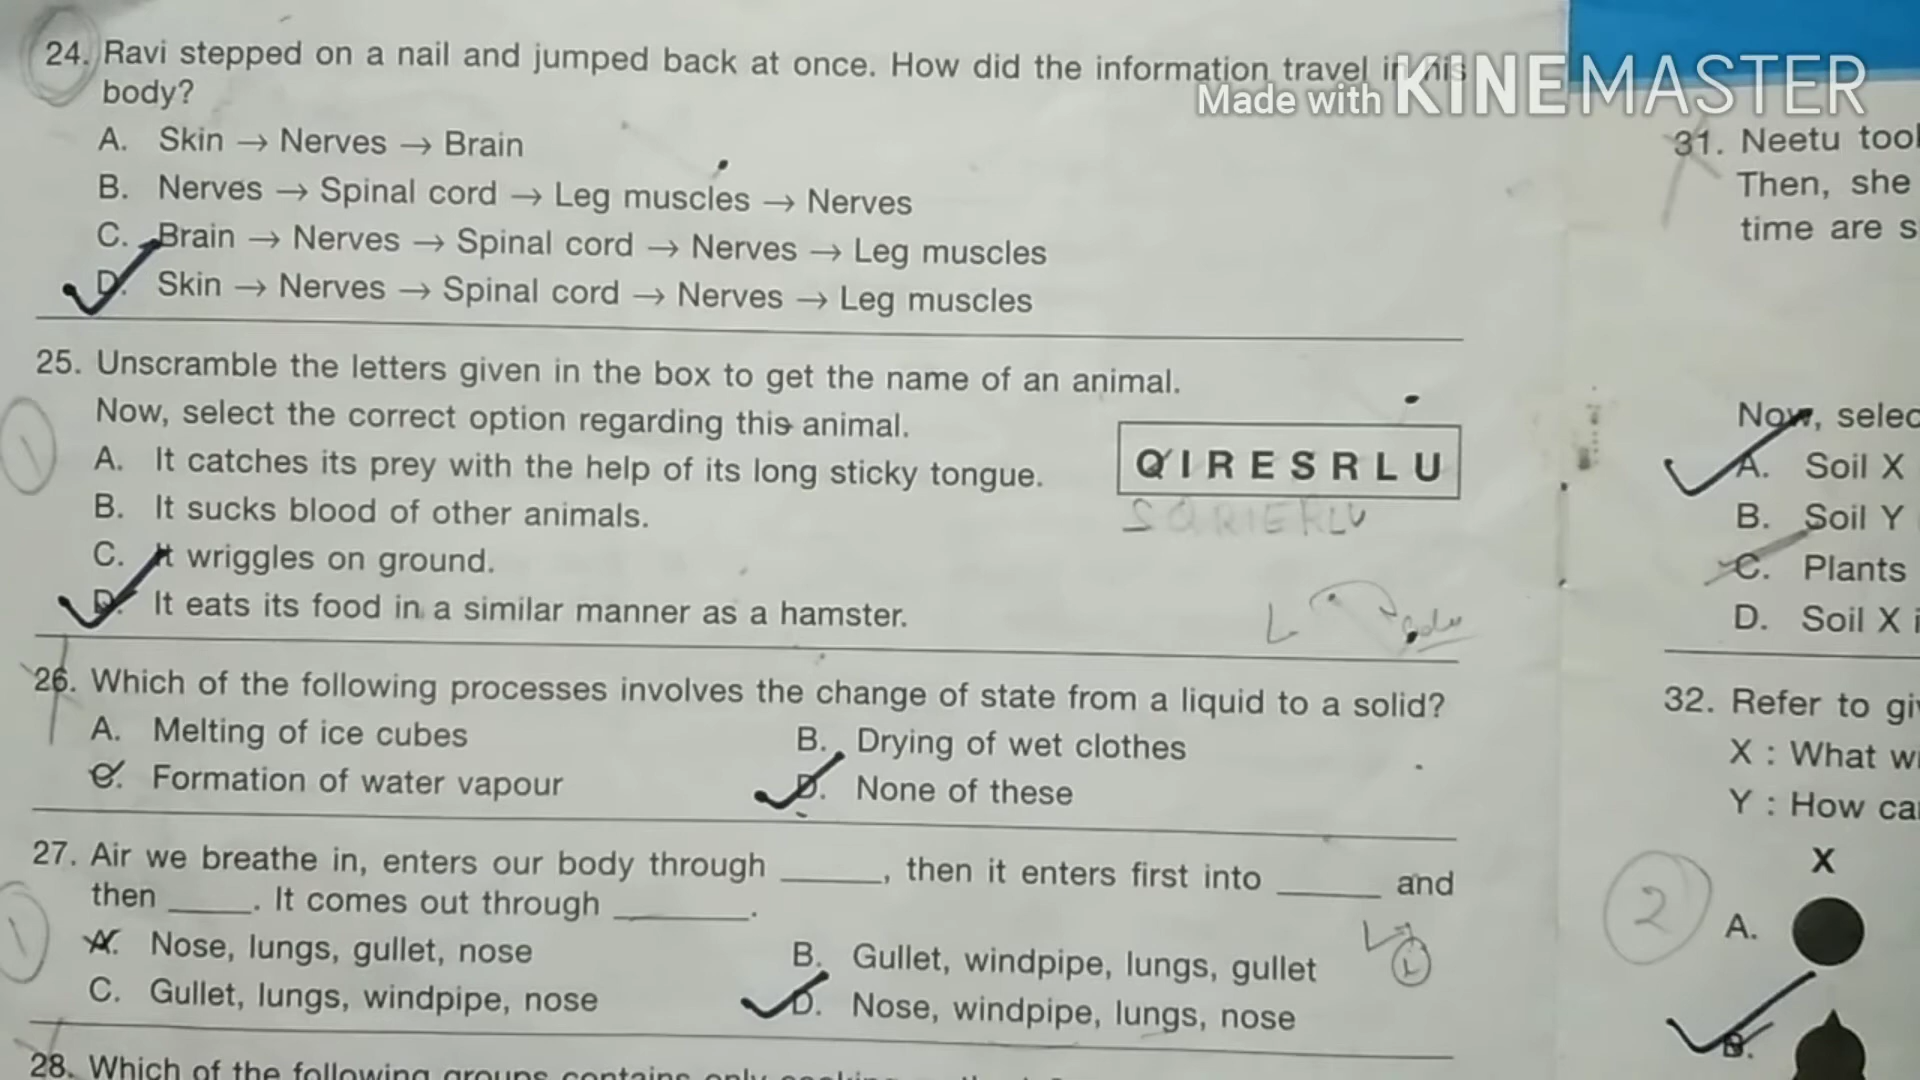 24. Ravi stepped on a nail and jumped back at once. How did the information travel in his
body?
A. Skin → Nerves → Brain
B. Nerves → Spinal cord → Leg muscles → Nerves
C. Brain → Nerves → Spinal cord → Nerves → Leg muscles
D. Skin → Nerves → Spinal cord → Nerves → Leg muscles
25. Unscramble the letters given in the box to get the name of an animal.
Now, select the correct option regarding this animal.
QIRESRLU
A. It catches its prey with the help of its long sticky tongue.
B. It sucks blood of other animals.
C. It wriggles on ground.
D. It eats its food in a similar manner as a hamster.
26. Which of the following processes involves the change of state from a liquid to a solid?
A. Melting of ice cubes
B. Drying of wet clothes
C. Formation of water vapour
D. None of these
27. Air we breathe in, enters our body through ______, then it enters first into ______ and
then _____. It comes out through ________.
A. Nose, lungs, gullet, nose
B. Gullet, windpipe, lungs, gullet
C. Gullet, lungs, windpipe, nose
D. Nose, windpipe, lungs, nose
28. Which of the following groups contains only
Made with KINEMASTER
31. Neetu took
Then, she
time are s
Now, selec
A. Soil X
B. Soil Y
C. Plants
D. Soil X i
32. Refer to giv
X : What wi
Y : How can
X
2
A.
B.